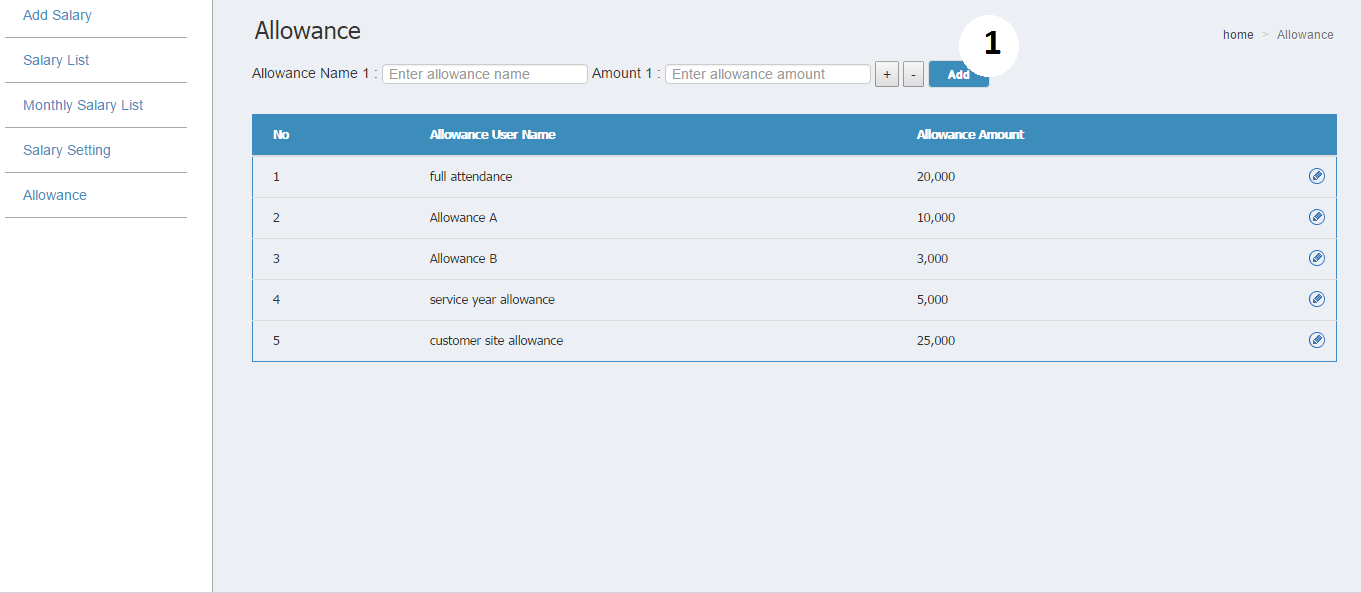 Add Salary
Salary List
Monthly Salary List
Salary Setting
Allowance
Allowance
1
home > Allowance
Allowance Name 1 : Enter allowance name Amount 1 : Enter allowance amount + - Add
No Allowance User Name Allowance Amount
1 full attendance 20,000
2 Allowance A 10,000
3 Allowance B 3,000
4 service year allowance 5,000
5 customer site allowance 25,000